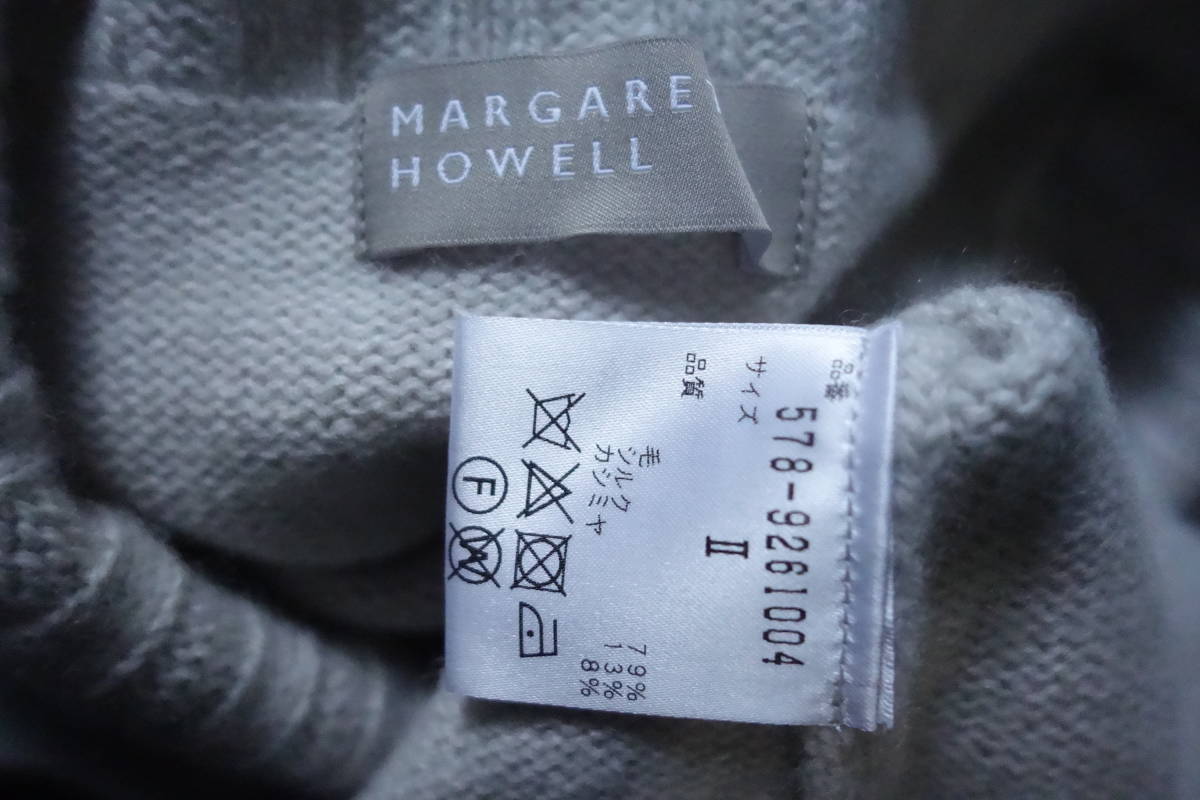 MARGARE
HOWELL
品番
578-9261004
サイズ
II
品質
毛 79%
シルク 13%
カシミヤ 8%
F
W